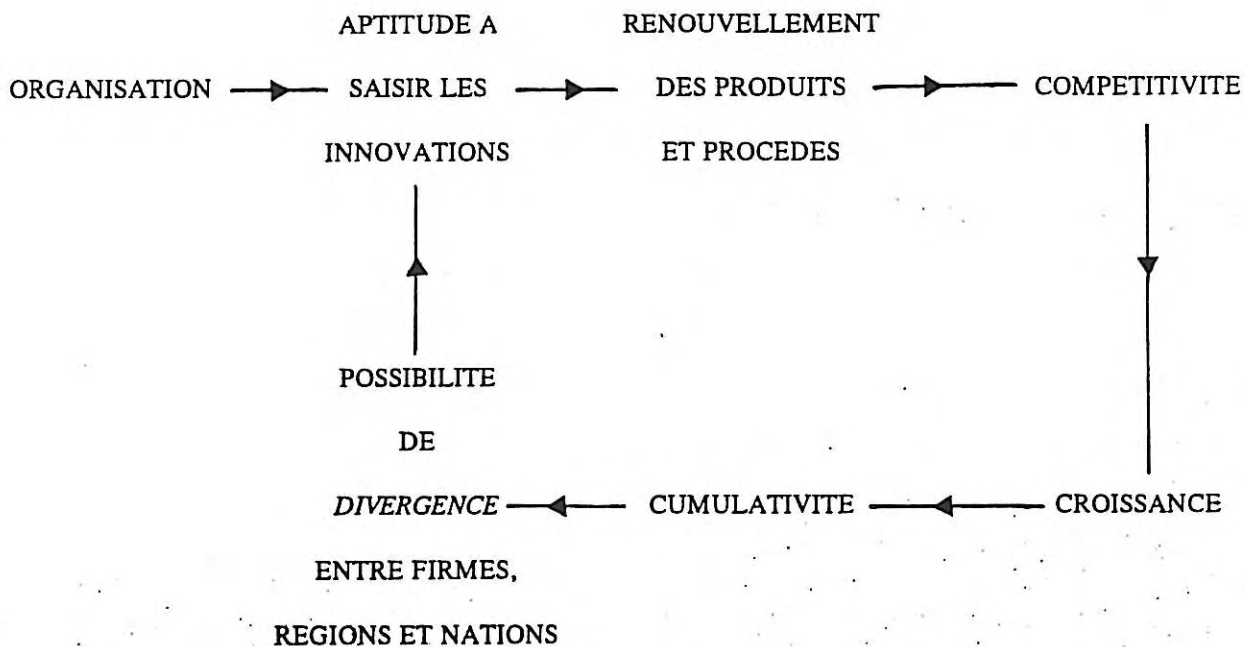 APTITUDE A
RENOUVELLEMENT
ORGANISATION
SAISIR LES
DES PRODUITS
COMPETITIVITE
INNOVATIONS
ET PROCEDES
POSSIBILITE
DE
DIVERGENCE
CUMULATIVITE
CROISSANCE
ENTRE FIRMES,
REGIONS ET NATIONS